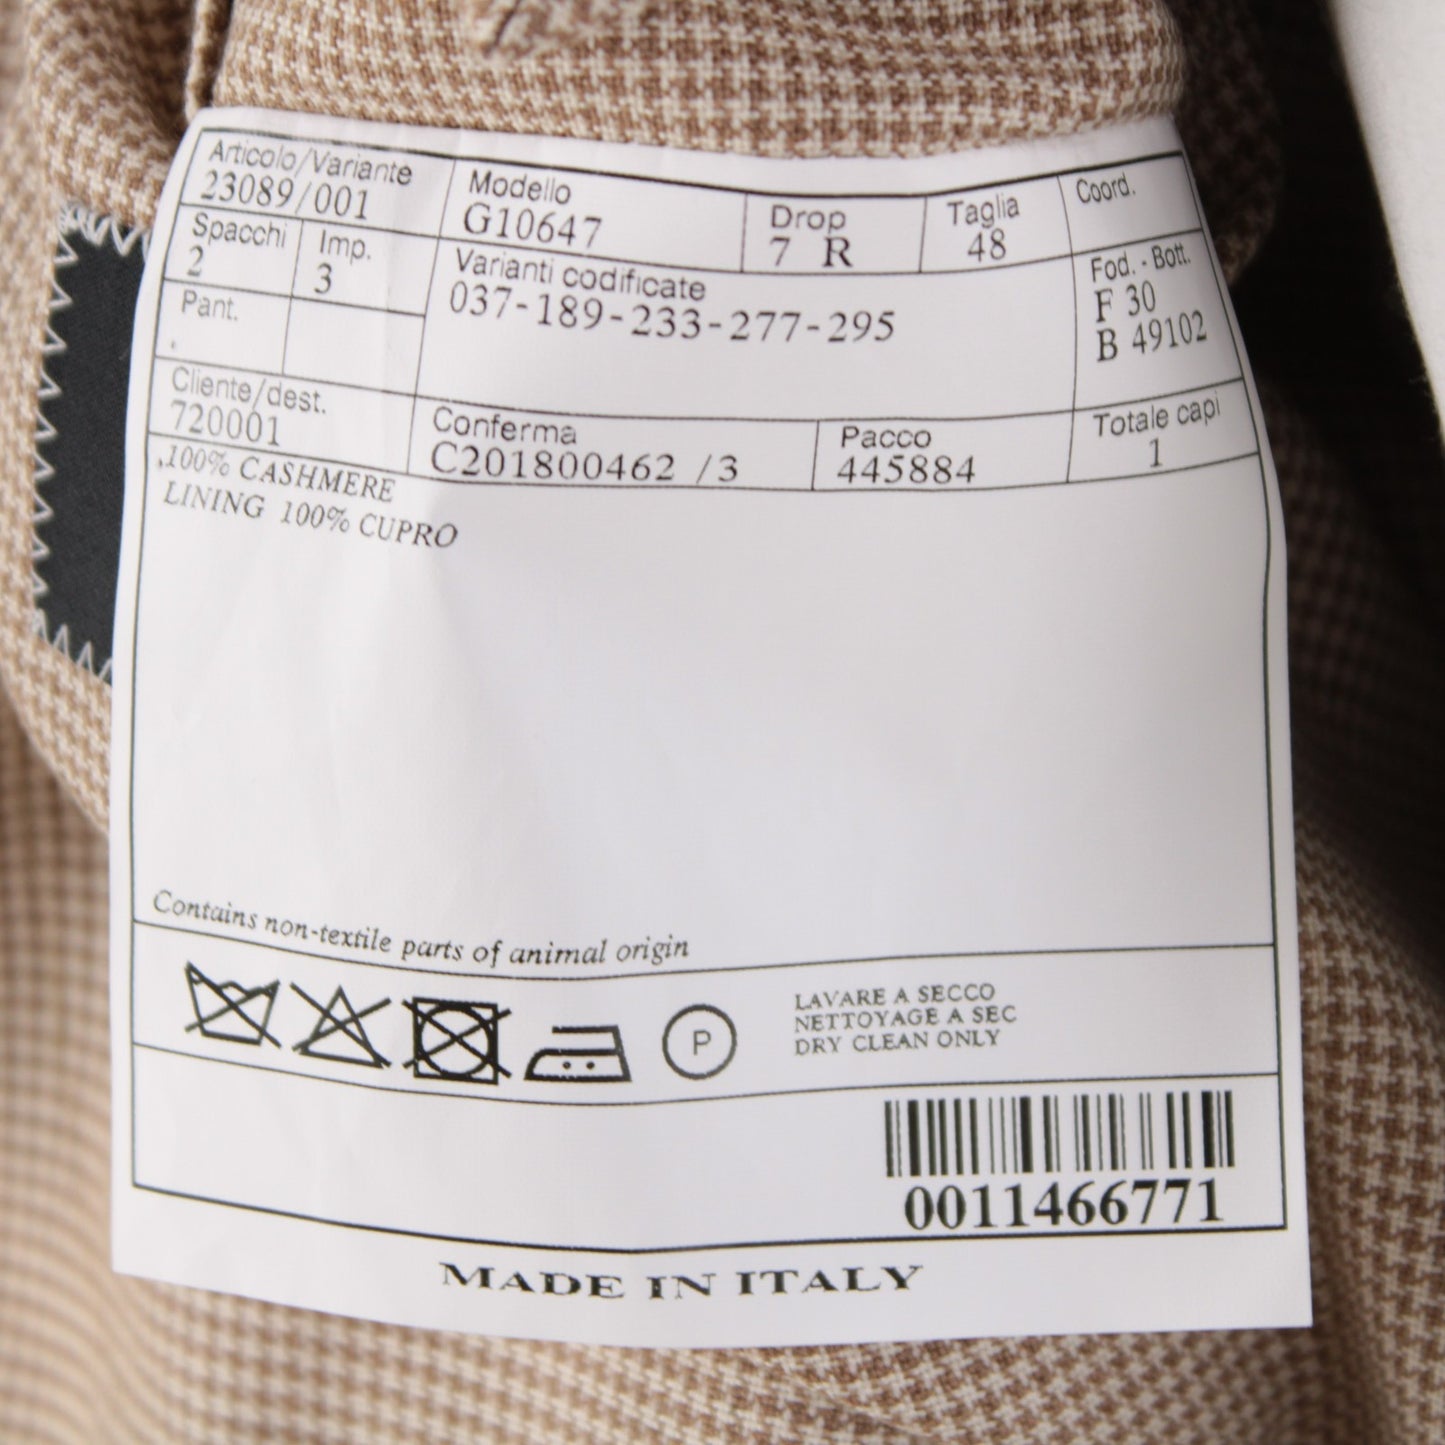 Articolo/Variante
23089/001
Modello
G10647
Drop
7 R
Taglia
48
Coord.
Spacchi
2
Imp.
3
Varianti codificate
037-189-233-277-295
Fod. - Bott.
F 30
B 49102
Pant.
.
Cliente/dest.
720001
Conferma
C201800462 /3
Pacco
445884
Totale capi
1
,100% CASHMERE
LINING 100% CUPRO
Contains non-textile parts of animal origin
P
LAVARE A SECCO
NETTOYAGE A SEC
DRY CLEAN ONLY
0011466771
MADE IN ITALY